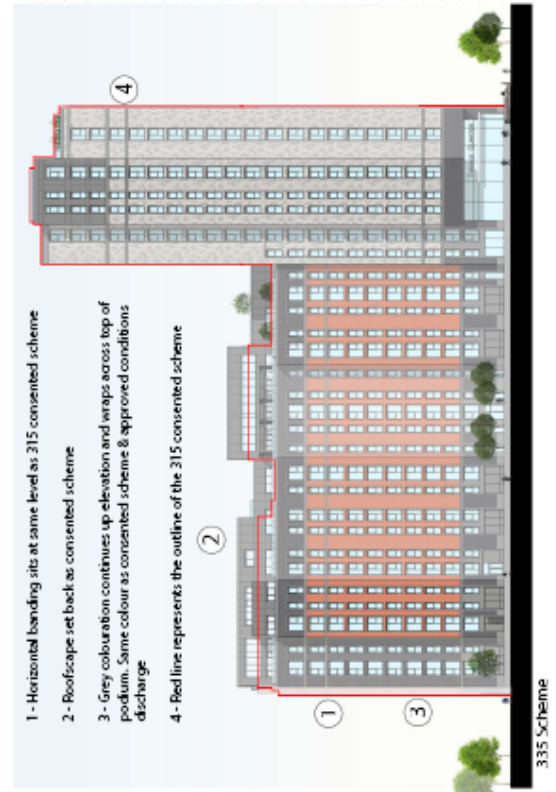 1 - Horizontal banding sits at same level as 315 consented scheme
2 - Roofscape set back as consented scheme
3 - Grey colouration continues up elevation and wraps across top of
podium. Same colour as consented scheme & approved conditions
discharge
4 - Red line represents the outline of the 315 consented scheme
4
2
1
3
335 Scheme